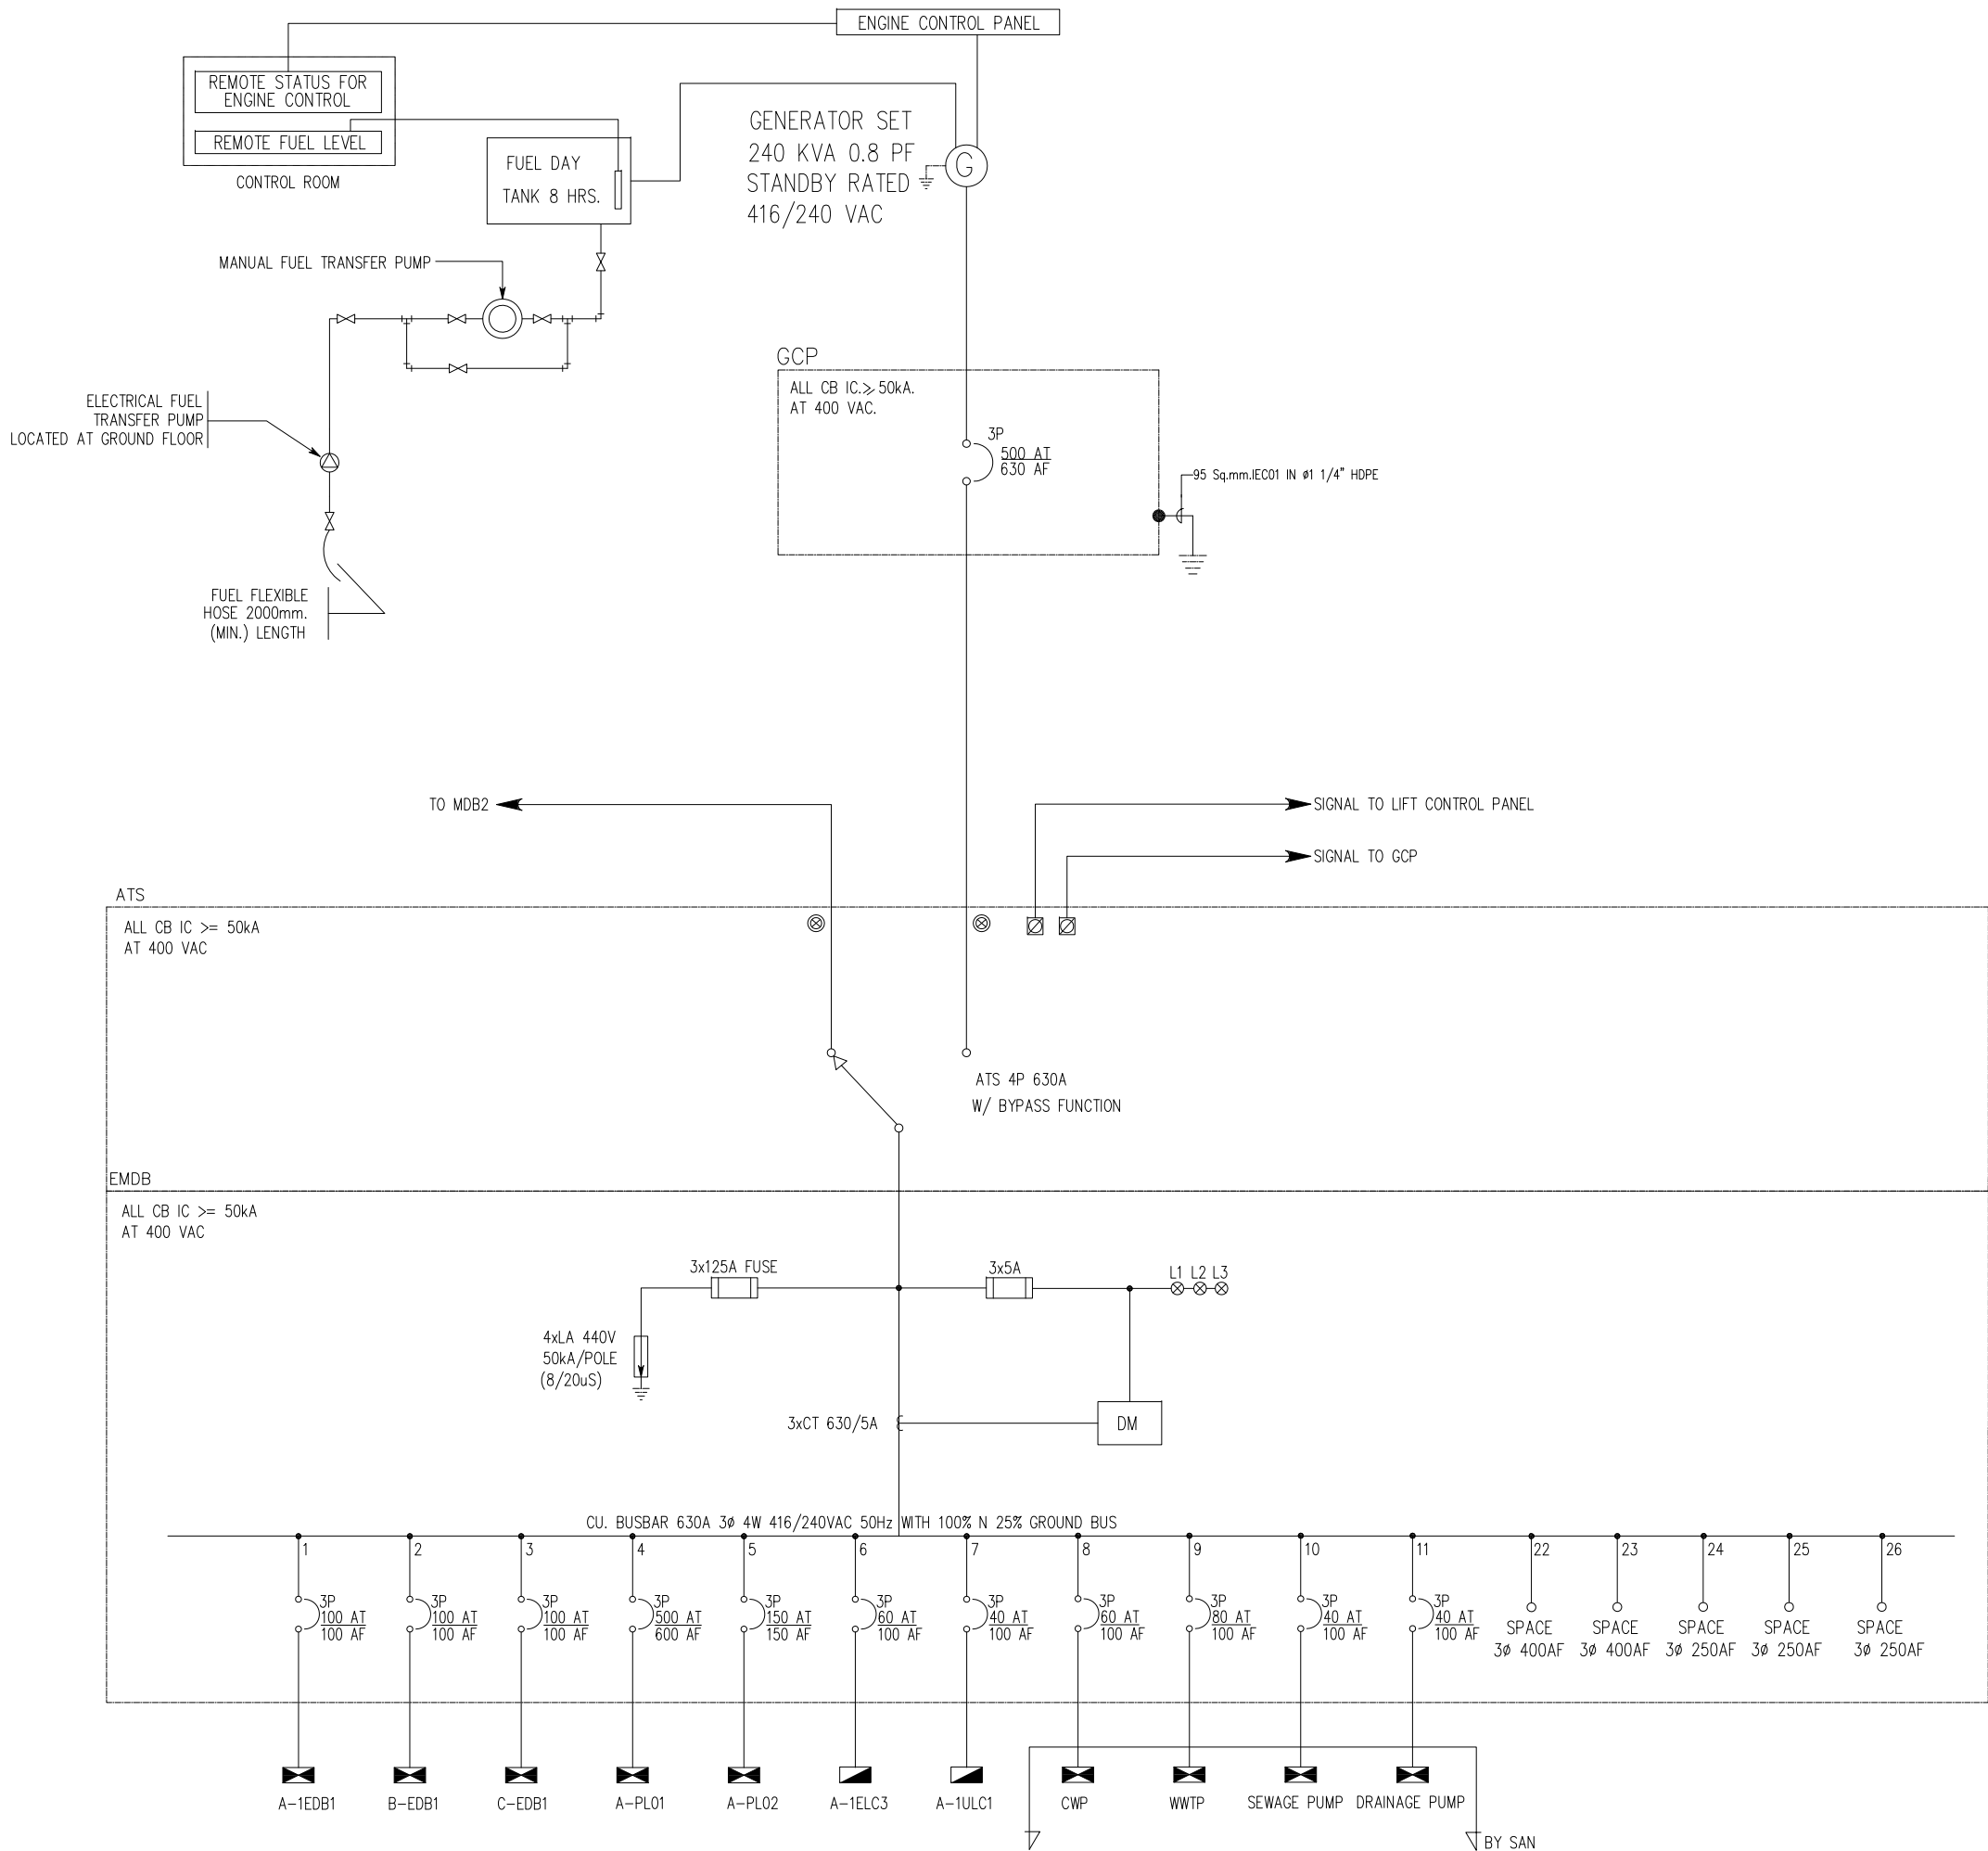 ENGINE CONTROL PANEL
REMOTE STATUS FOR
ENGINE CONTROL
REMOTE FUEL LEVEL
CONTROL ROOM
FUEL DAY
TANK 8 HRS.
GENERATOR SET
240 KVA 0.8 PF
STANDBY RATED
416/240 VAC
G
MANUAL FUEL TRANSFER PUMP
ELECTRICAL FUEL
TRANSFER PUMP
LOCATED AT GROUND FLOOR
FUEL FLEXIBLE
HOSE 2000mm.
(MIN.) LENGTH
GCP
ALL CB IC.≥50kA.
AT 400 VAC.
3P
500 AT
630 AF
95 Sq.mm.IEC01 IN ø1 1/4" HDPE
TO MDB2
SIGNAL TO LIFT CONTROL PANEL
SIGNAL TO GCP
ATS
ALL CB IC >= 50kA
AT 400 VAC
ATS 4P 630A
W/ BYPASS FUNCTION
EMDB
ALL CB IC >= 50kA
AT 400 VAC
3x125A FUSE
3x5A
L1 L2 L3
4xLA 440V
50kA/POLE
(8/20uS)
3xCT 630/5A
DM
CU. BUSBAR 630A 3ø 4W 416/240VAC 50Hz WITH 100% N 25% GROUND BUS
1
3P
100 AT
100 AF
A-1EDB1
2
3P
100 AT
100 AF
B-EDB1
3
3P
100 AT
100 AF
C-EDB1
4
3P
500 AT
600 AF
A-PL01
5
3P
150 AT
150 AF
A-PL02
6
3P
60 AT
100 AF
A-1ELC3
7
3P
40 AT
100 AF
A-1ULC1
8
3P
60 AT
100 AF
CWP
9
3P
80 AT
100 AF
WWTP
10
3P
40 AT
100 AF
SEWAGE PUMP
11
3P
40 AT
100 AF
DRAINAGE PUMP
22
SPACE
3ø 400AF
23
SPACE
3ø 400AF
24
SPACE
3ø 250AF
25
SPACE
3ø 250AF
26
SPACE
3ø 250AF
BY SAN